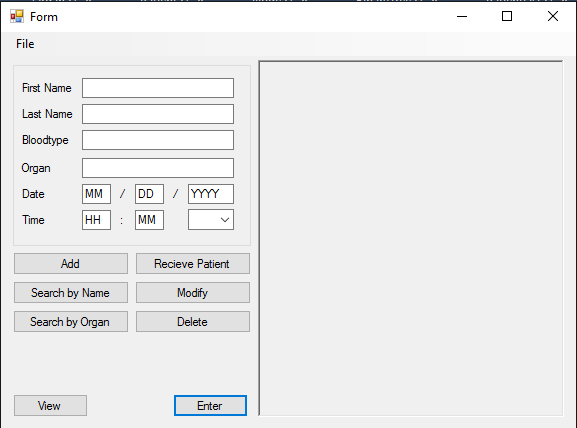 Form
File
First Name
Last Name
Bloodtype
Organ
Date MM / DD / YYYY
Time HH : MM
Add Recieve Patient
Search by Name Modify
Search by Organ Delete
View Enter